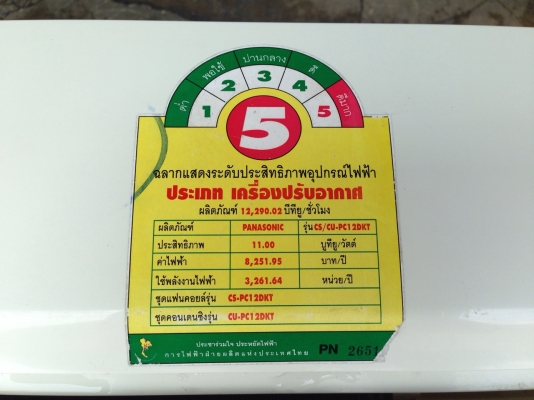 ต่ำ พอใช้ ปานกลาง ดี ดีมาก
1 2 3 4 5
5
ฉลากแสดงระดับประสิทธิภาพอุปกรณ์ไฟฟ้า
ประเภท เครื่องปรับอากาศ
ผลิตภัณฑ์ 12,290.02 บีทียู/ชั่วโมง
ผลิตภัณฑ์ PANASONIC รุ่น CS/CU-PC12DKT
ประสิทธิภาพ 11.00 บีทียู/วัตต์
ค่าไฟฟ้า 8,251.95 บาท/ปี
ใช้พลังงานไฟฟ้า 3,261.64 หน่วย/ปี
ชุดแฟนคอยล์รุ่น CS-PC12DKT
ชุดคอนเดนซิ่งรุ่น CU-PC12DKT
ประชาร่วมใจ ประหยัดไฟฟ้า
การไฟฟ้าฝ่ายผลิตแห่งประเทศไทย PN 2651